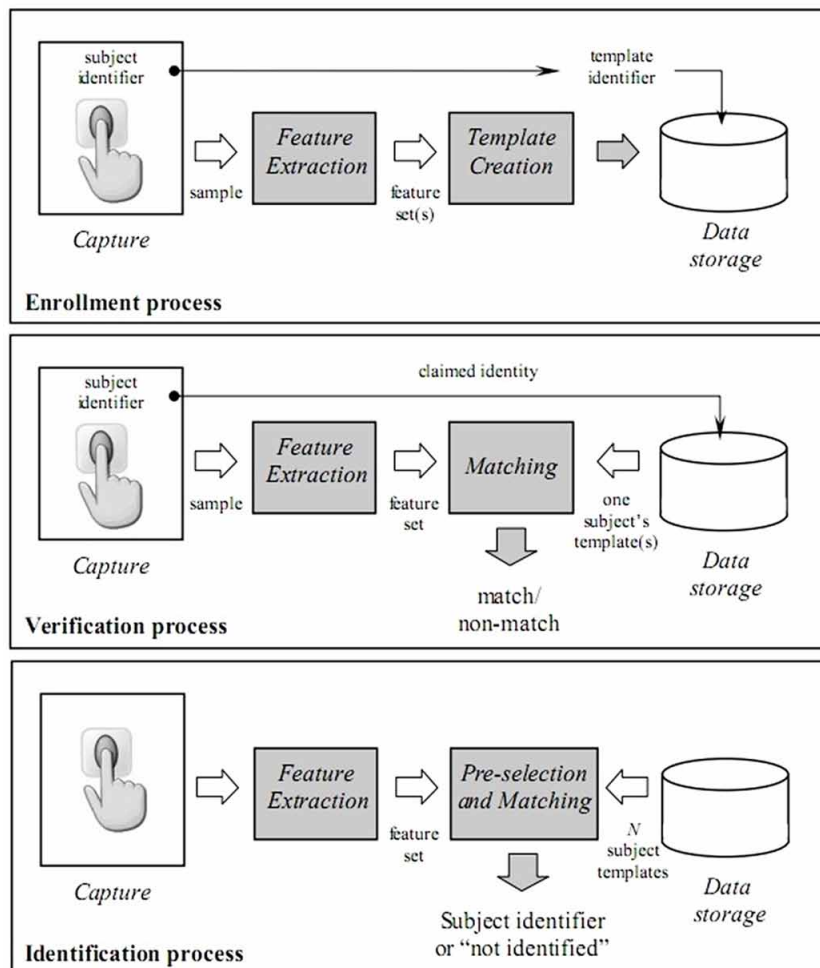 subject
identifier
template
identifier
Feature
Extraction
Template
Creation
sample
feature
set(s)
Capture
Data
storage
Enrollment process
subject
identifier
claimed identity
Feature
Extraction
Matching
sample
feature
set
one
subject's
template(s)
Capture
Data
storage
match/
non-match
Verification process
Feature
Extraction
Pre-selection
and Matching
feature
set
N
subject
templates
Capture
Data
storage
Subject identifier
or “not identified”
Identification process